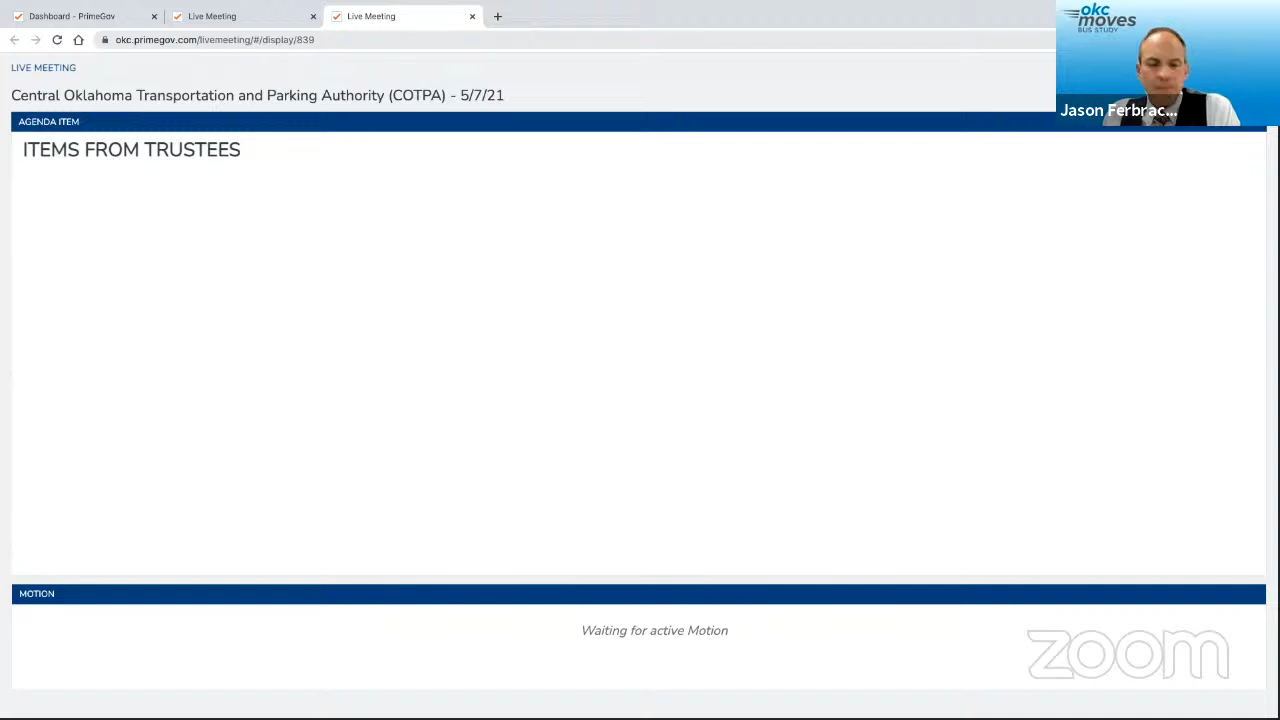 Dashboard - PrimeGov
Live Meeting
Live Meeting
okc.primegov.com/livemeeting/#/display/839
okc
moves
BUS STUDY
Jason Ferbrac...
LIVE MEETING
Central Oklahoma Transportation and Parking Authority (COTPA) - 5/7/21
AGENDA ITEM
ITEMS FROM TRUSTEES
MOTION
Waiting for active Motion
zoom